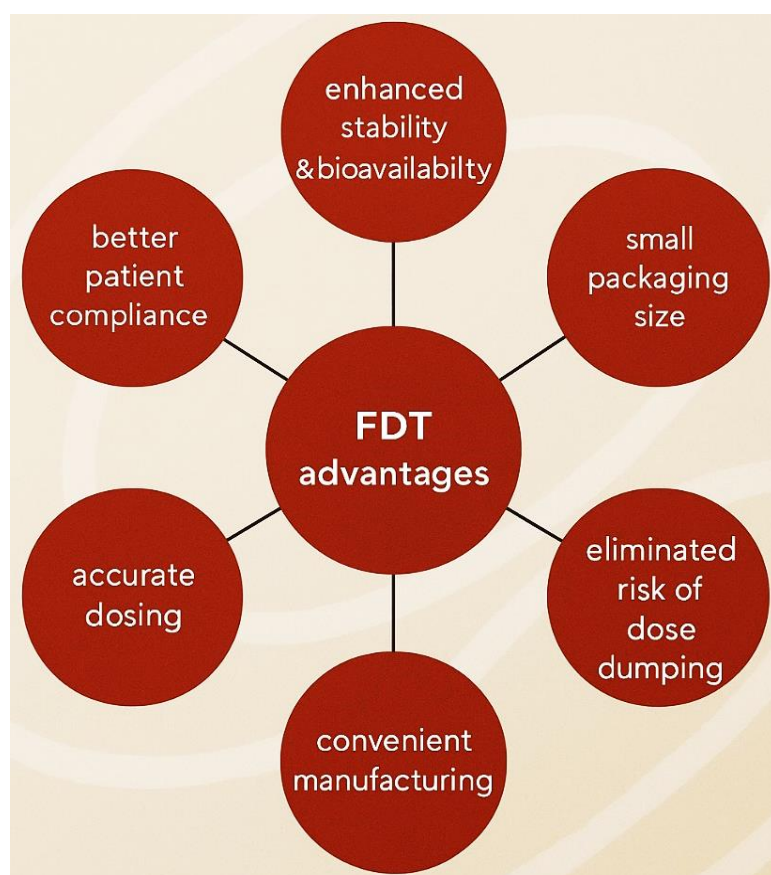 enhanced
stability
&bioavailabilty
better
patient
compliance
small
packaging
size
FDT
advantages
accurate
dosing
eliminated
risk of
dose
dumping
convenient
manufacturing